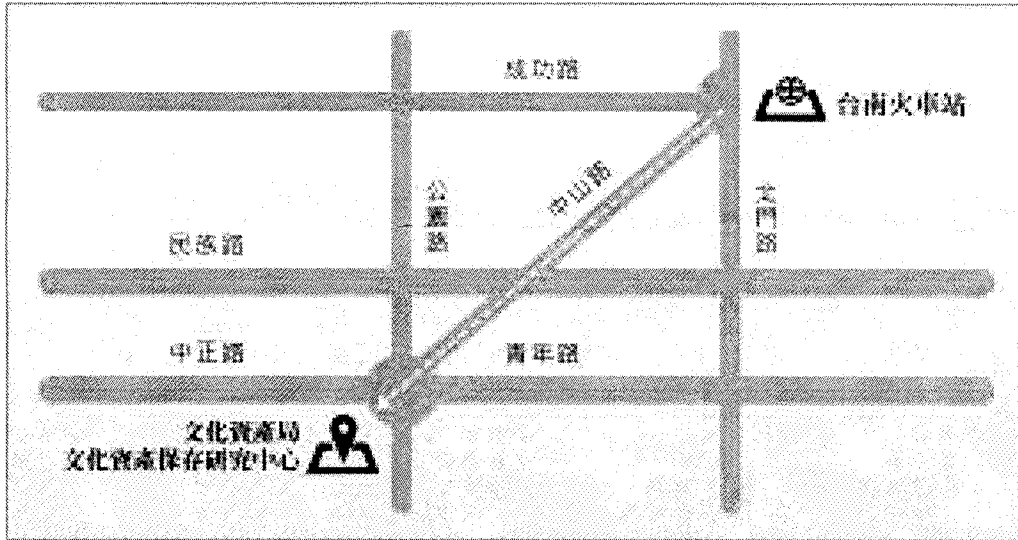 成功路
台南火車站
中山路
公園路
北門路
民族路
中正路
青年路
文化資產局
文化資產保存研究中心